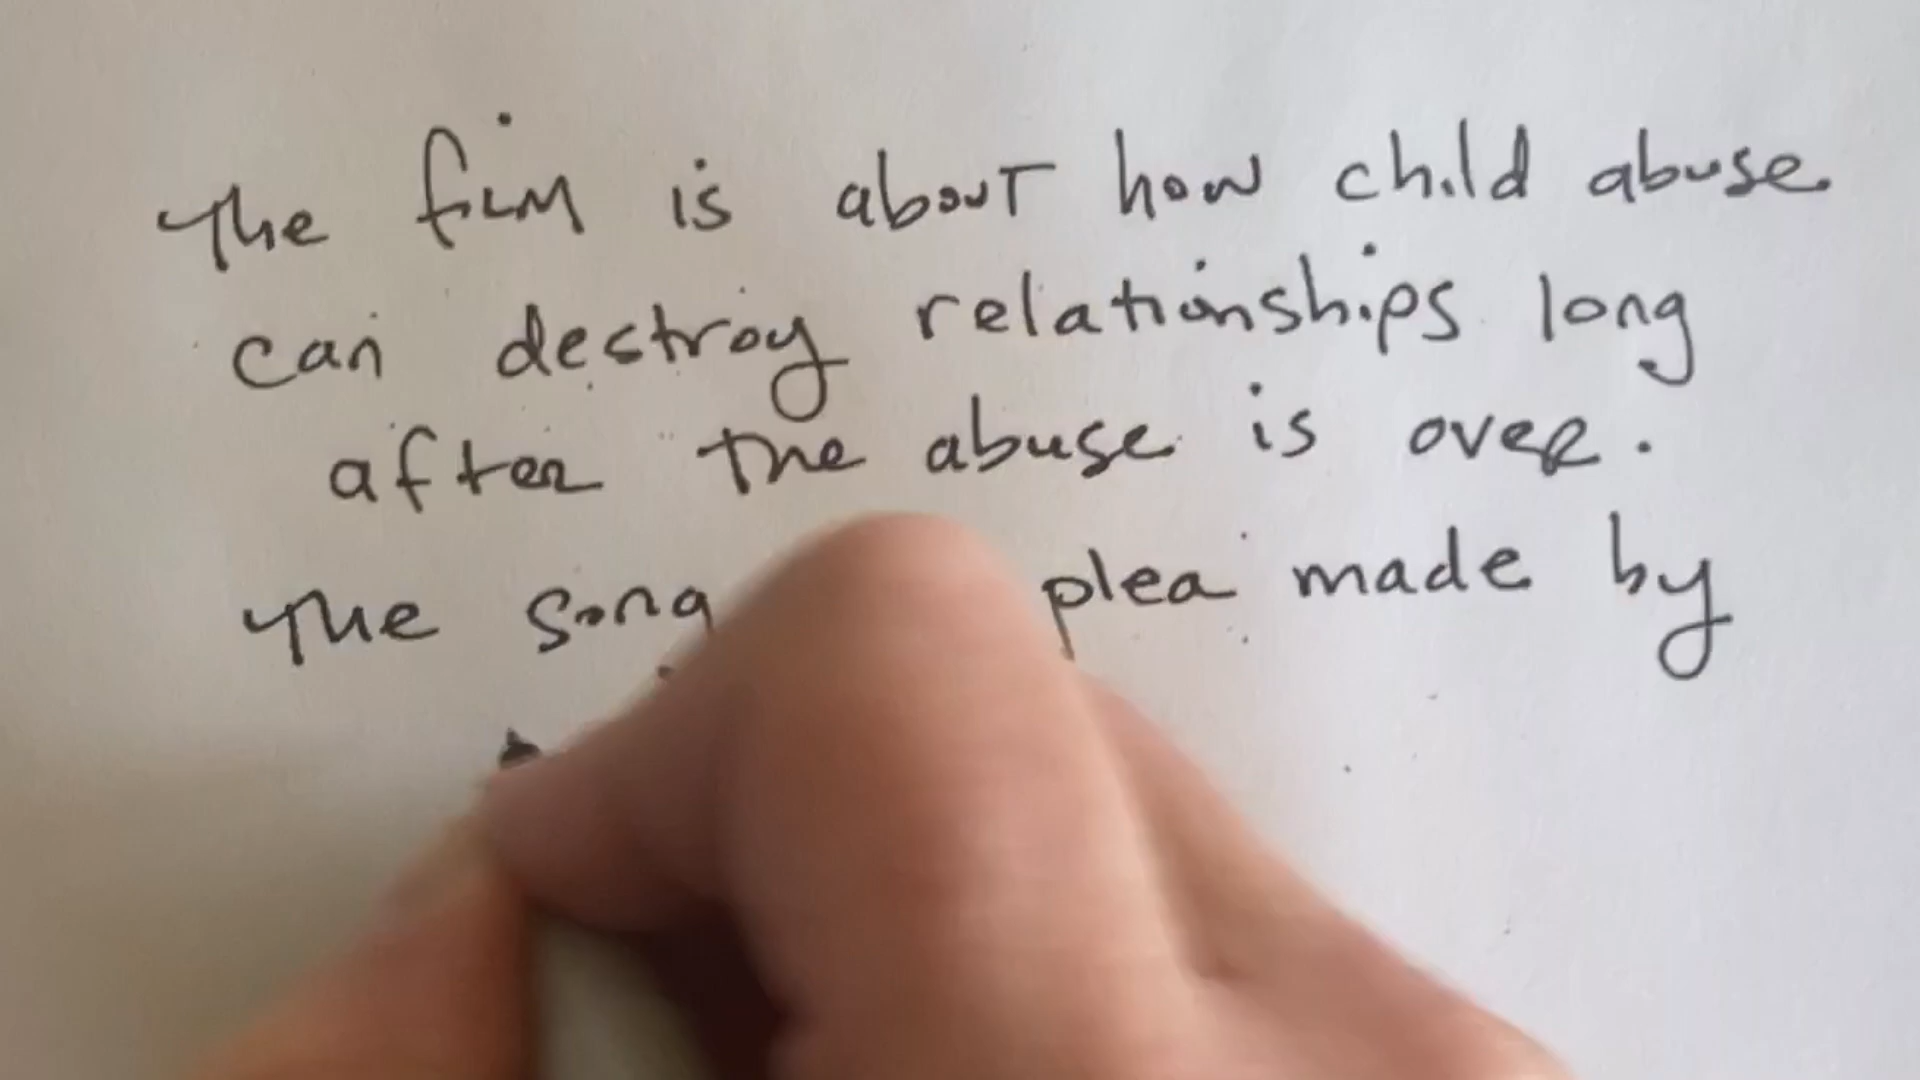 The film is about how child abuse
can destroy relationships long
after the abuse is over.
The song plea made by